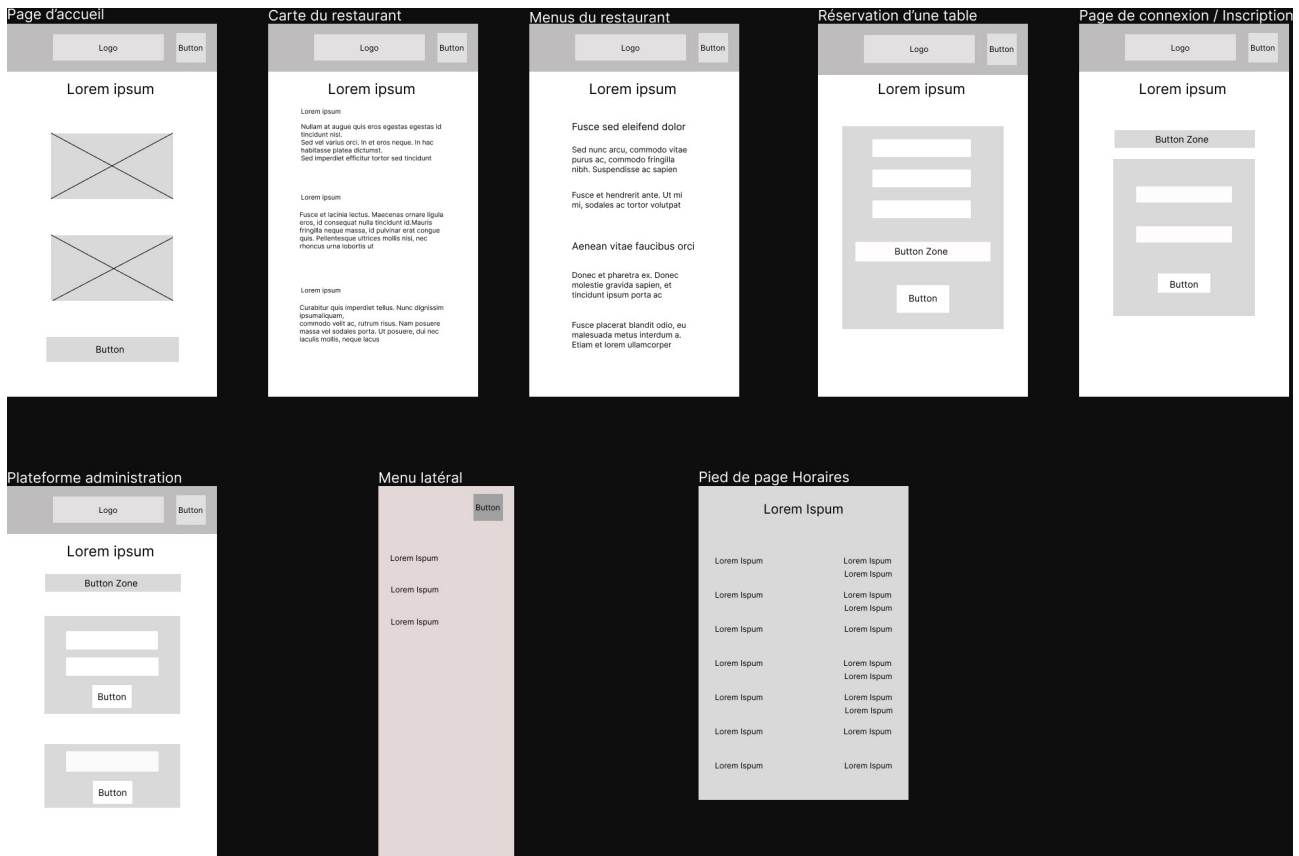 Page d'accueil
Logo
Button
Lorem ipsum
Button
Carte du restaurant
Logo
Button
Lorem ipsum
Lorem ipsum
Nullam at augue quis eros egestas egestas id
tincidunt nisl.
Sed vel varius orci. In et eros neque. In hac
habitasse platea dictumst.
Sed imperdiet efficitur tortor sed tincidunt
Lorem ipsum
Fusce et lacinia lectus. Maecenas ornare ligula
eros, id consequat nulla tincidunt id.Mauris
fringilla neque massa, id pulvinar erat congue
quis. Pellentesque ultrices mollis nisi, nec
rhoncus urna lobortis ut
Lorem ipsum
Curabitur quis imperdiet tellus. Nunc dignissim
ipsumaliquam,
commodo velit ac, rutrum risus. Nam posuere
massa vel sodales porta. Ut posuere, dui nec
iaculis mollis, neque lacus
Menus du restaurant
Logo
Button
Lorem ipsum
Fusce sed eleifend dolor
Sed nunc arcu, commodo vitae
purus ac, commodo fringilla
nibh. Suspendisse ac sapien
Fusce et hendrerit ante. Ut mi
mi, sodales ac tortor volutpat
Aenean vitae faucibus orci
Donec et pharetra ex. Donec
molestie gravida sapien, et
tincidunt ipsum porta ac
Fusce placerat blandit odio, eu
malesuada metus interdum a.
Etiam et lorem ullamcorper
Réservation d'une table
Logo
Button
Lorem ipsum
Button Zone
Button
Page de connexion / Inscription
Logo
Button
Lorem ipsum
Button Zone
Button
Plateforme administration
Logo
Button
Lorem ipsum
Button Zone
Button
Button
Menu latéral
Button
Lorem Ispum
Lorem Ispum
Lorem Ispum
Pied de page Horaires
Lorem Ispum
Lorem Ispum Lorem Ispum
Lorem Ispum
Lorem Ispum Lorem Ispum
Lorem Ispum
Lorem Ispum Lorem Ispum
Lorem Ispum Lorem Ispum
Lorem Ispum
Lorem Ispum Lorem Ispum
Lorem Ispum
Lorem Ispum Lorem Ispum
Lorem Ispum Lorem Ispum